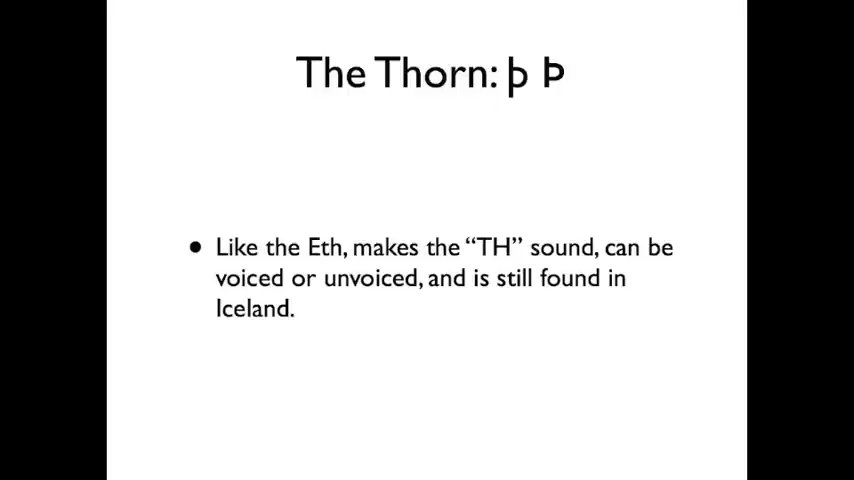 The Thorn: þ Þ
• Like the Eth, makes the “TH” sound, can be
voiced or unvoiced, and is still found in
Iceland.